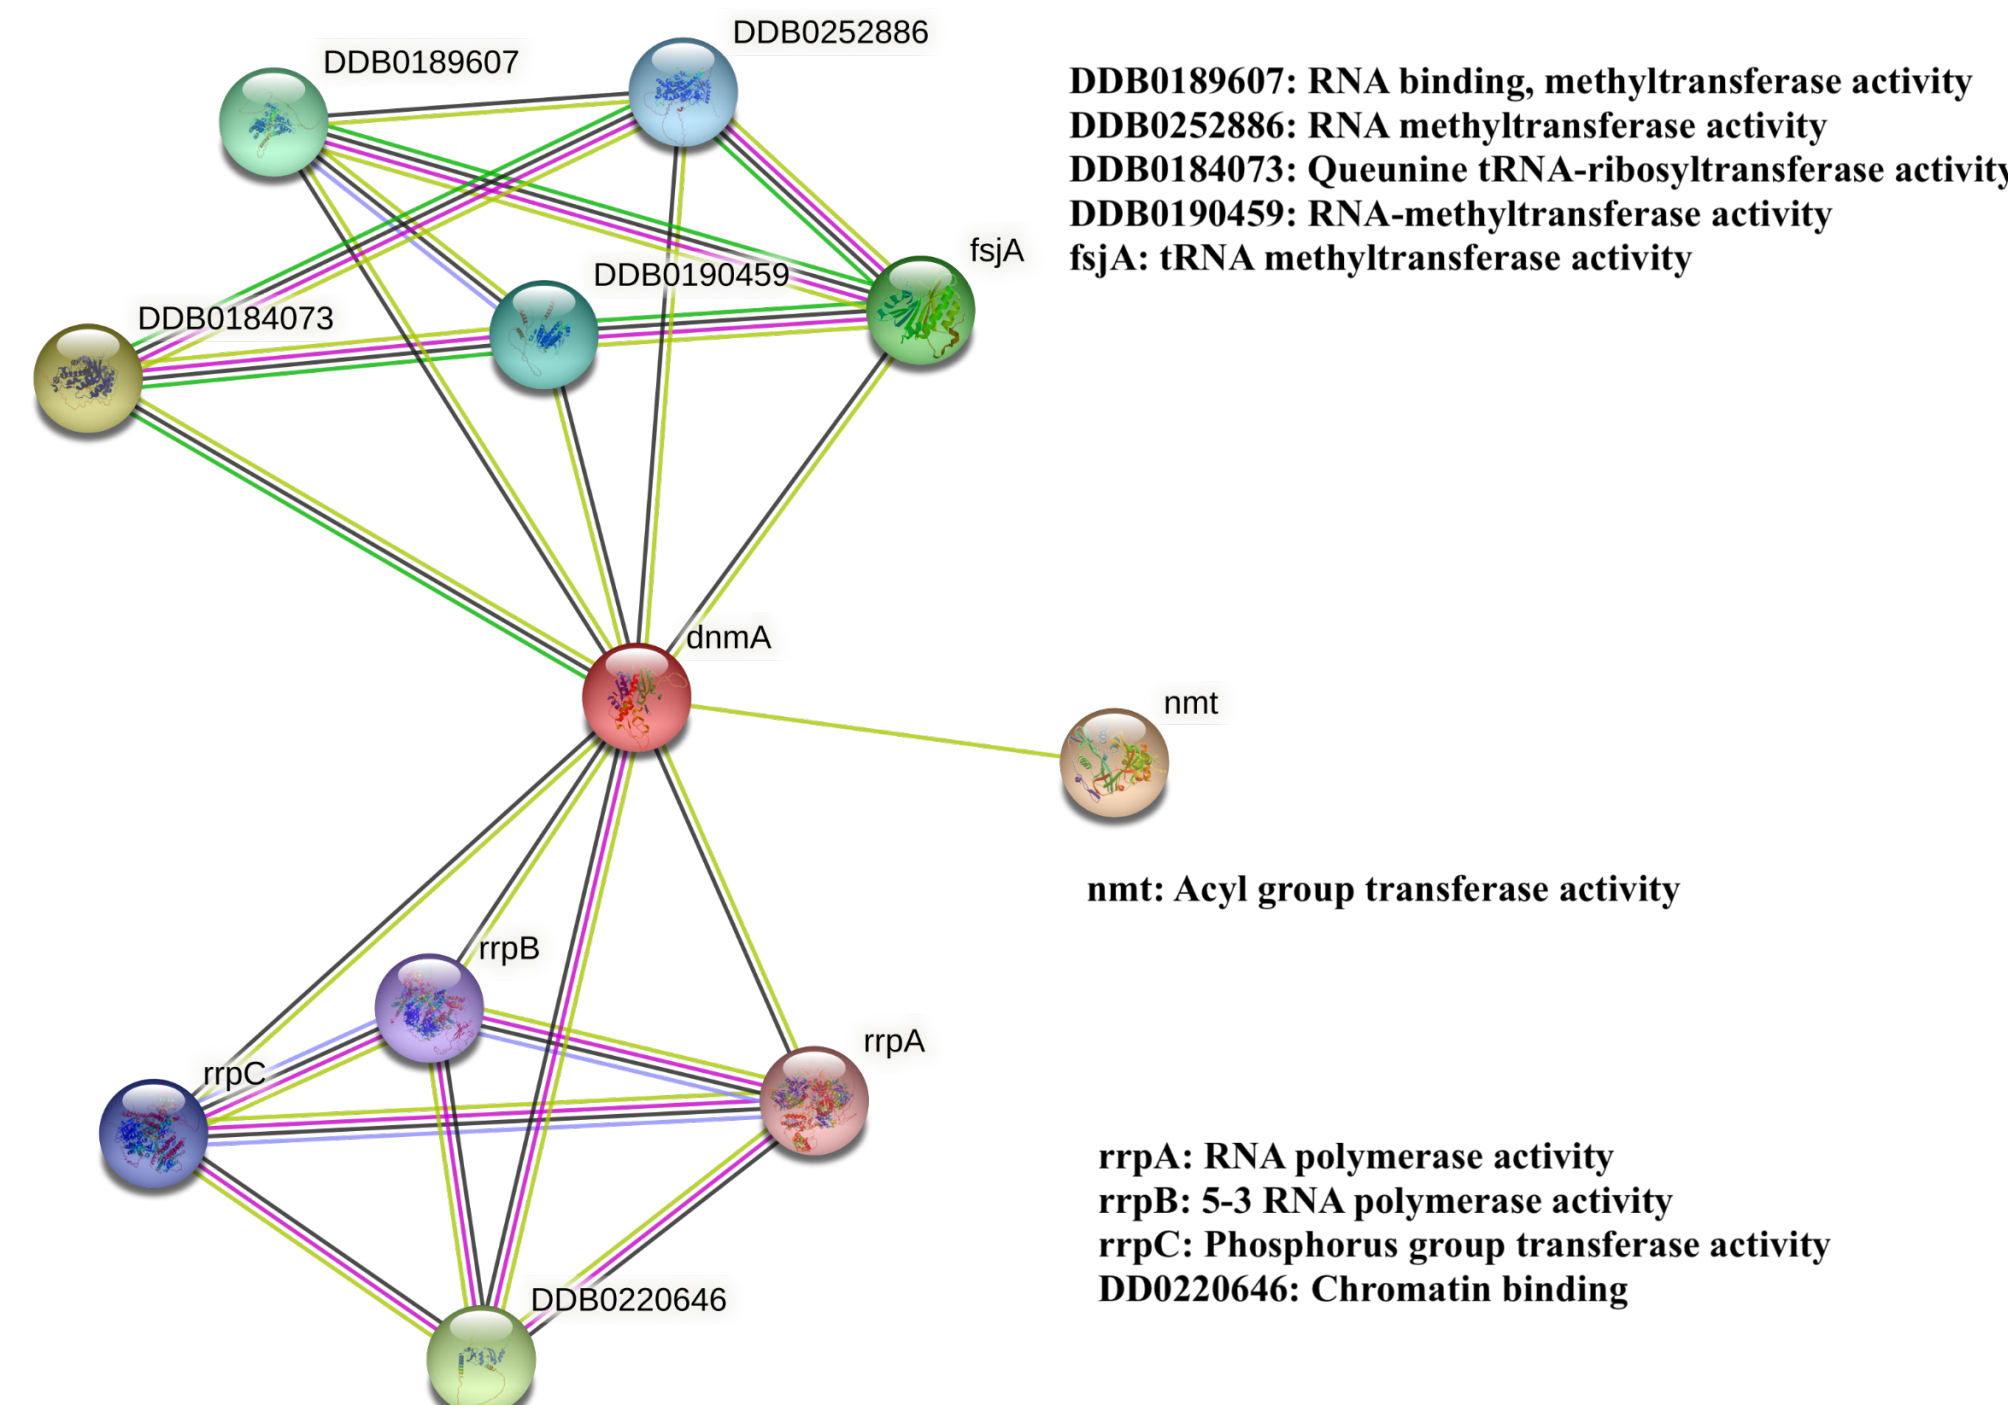 DDB0252886
DDB0189607
DDB0189607: RNA binding, methyltransferase activity
DDB0252886: RNA methyltransferase activity
DDB0184073: Queunine tRNA-ribosyltransferase activity
DDB0190459: RNA-methyltransferase activity
fsjA: tRNA methyltransferase activity
fsjA
DDB0190459
DDB0184073
dnmA
nmt
nmt: Acyl group transferase activity
rrpB
rrpA
rrpC
rrpA: RNA polymerase activity
rrpB: 5-3 RNA polymerase activity
rrpC: Phosphorus group transferase activity
DD0220646: Chromatin binding
DDB0220646